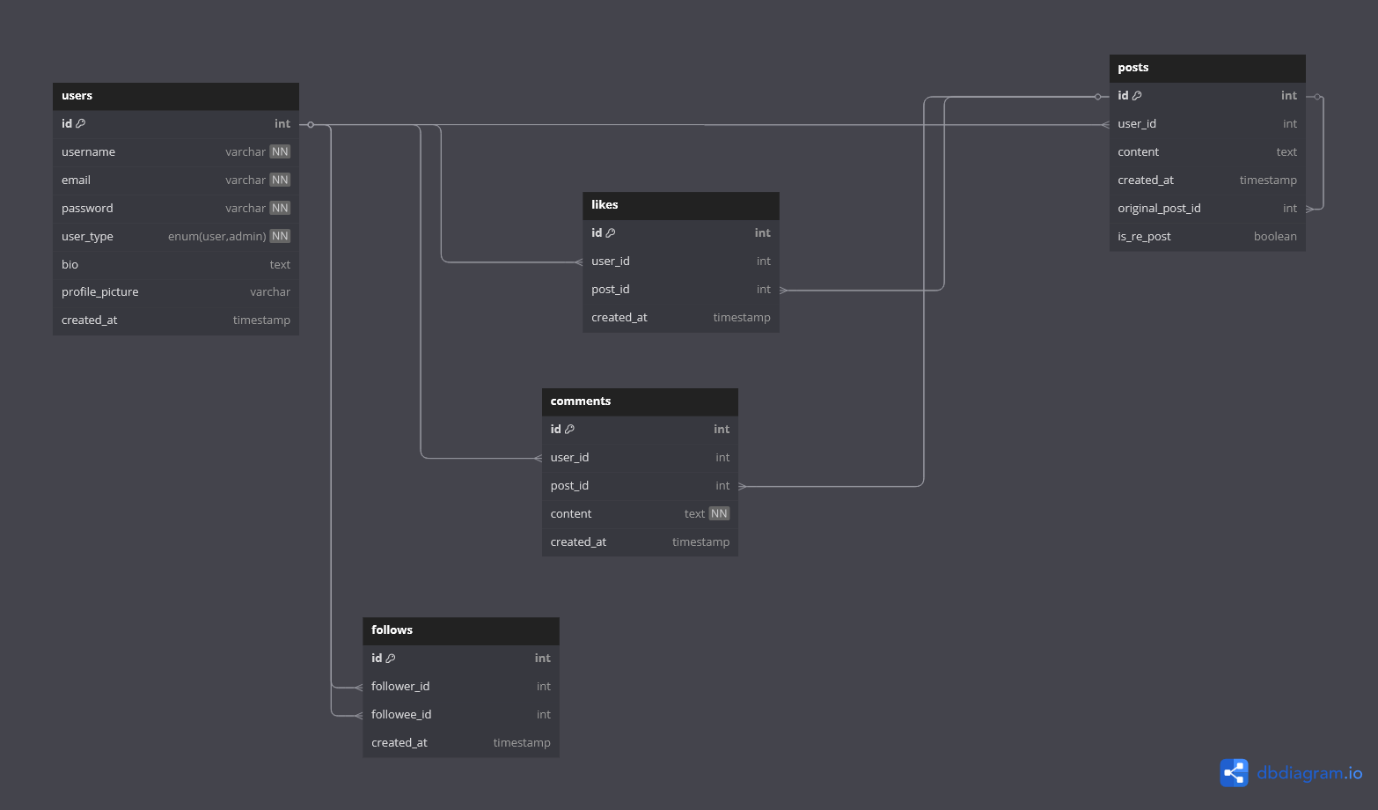 users
id int
username varchar NN
email varchar NN
password varchar NN
user_type enum(user,admin) NN
bio text
profile_picture varchar
created_at timestamp
posts
id int
user_id int
content text
created_at timestamp
original_post_id int
is_re_post boolean
likes
id int
user_id int
post_id int
created_at timestamp
comments
id int
user_id int
post_id int
content text NN
created_at timestamp
follows
id int
follower_id int
followee_id int
created_at timestamp
dbdiagram.io